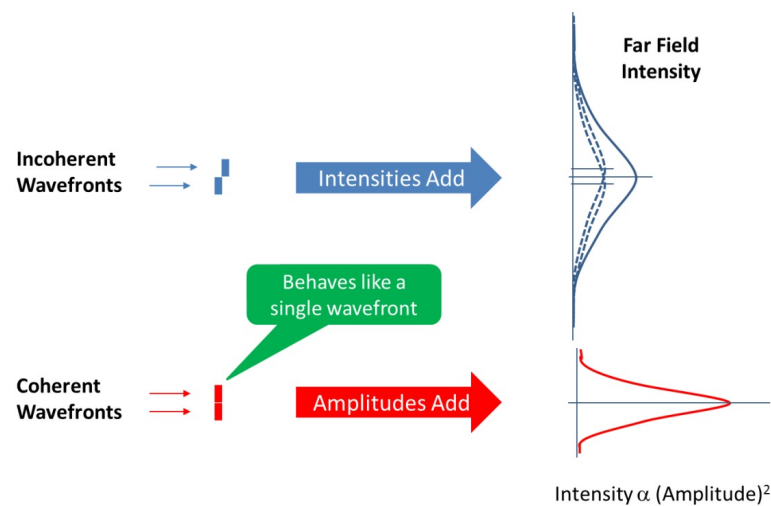 Far Field
Intensity
Incoherent
Wavefronts
Intensities Add
Behaves like a
single wavefront
Coherent
Wavefronts
Amplitudes Add
Intensity α (Amplitude)²